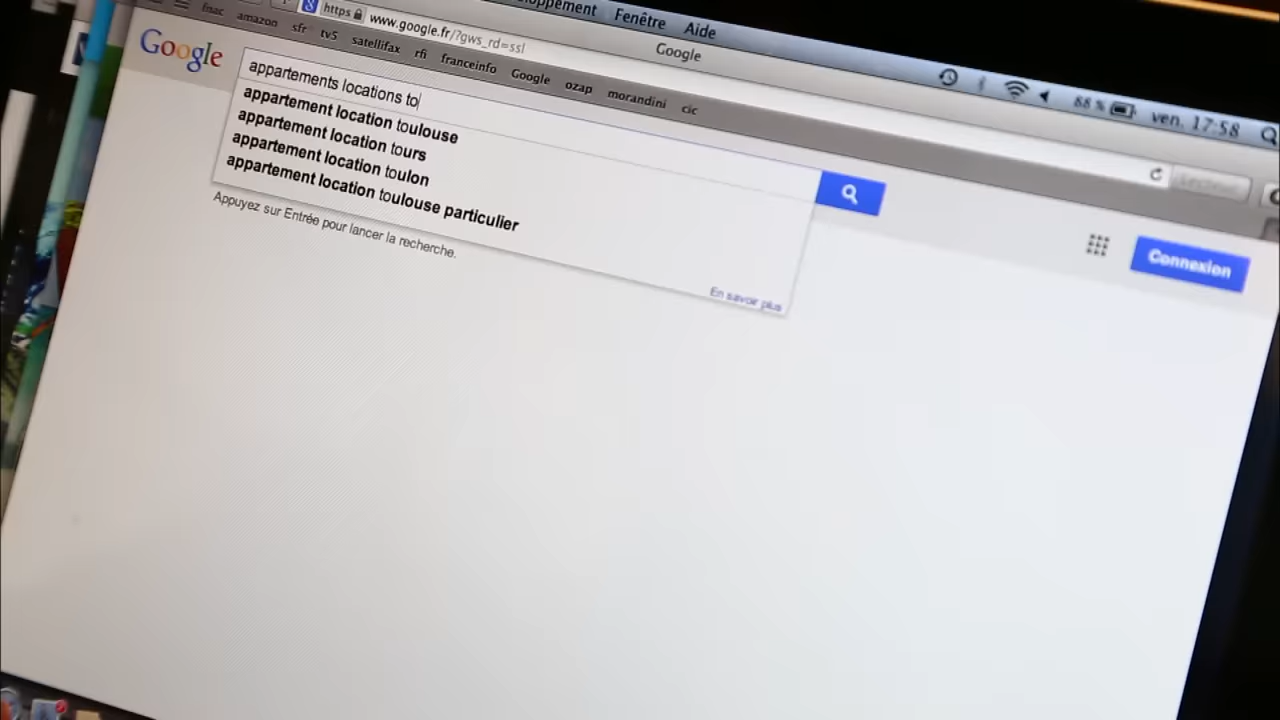 Fenêtre Aide
88 % ven. 17:58
https www.google.fr/?gws_rd=ssl
Google
fnac amazon sfr tv5 satellifax rfi franceinfo Google ozap morandini cic
Google
appartements locations to
appartement location toulouse
appartement location tours
appartement location toulon
appartement location toulouse particulier
En savoir plus
Appuyez sur Entrée pour lancer la recherche.
Connexion